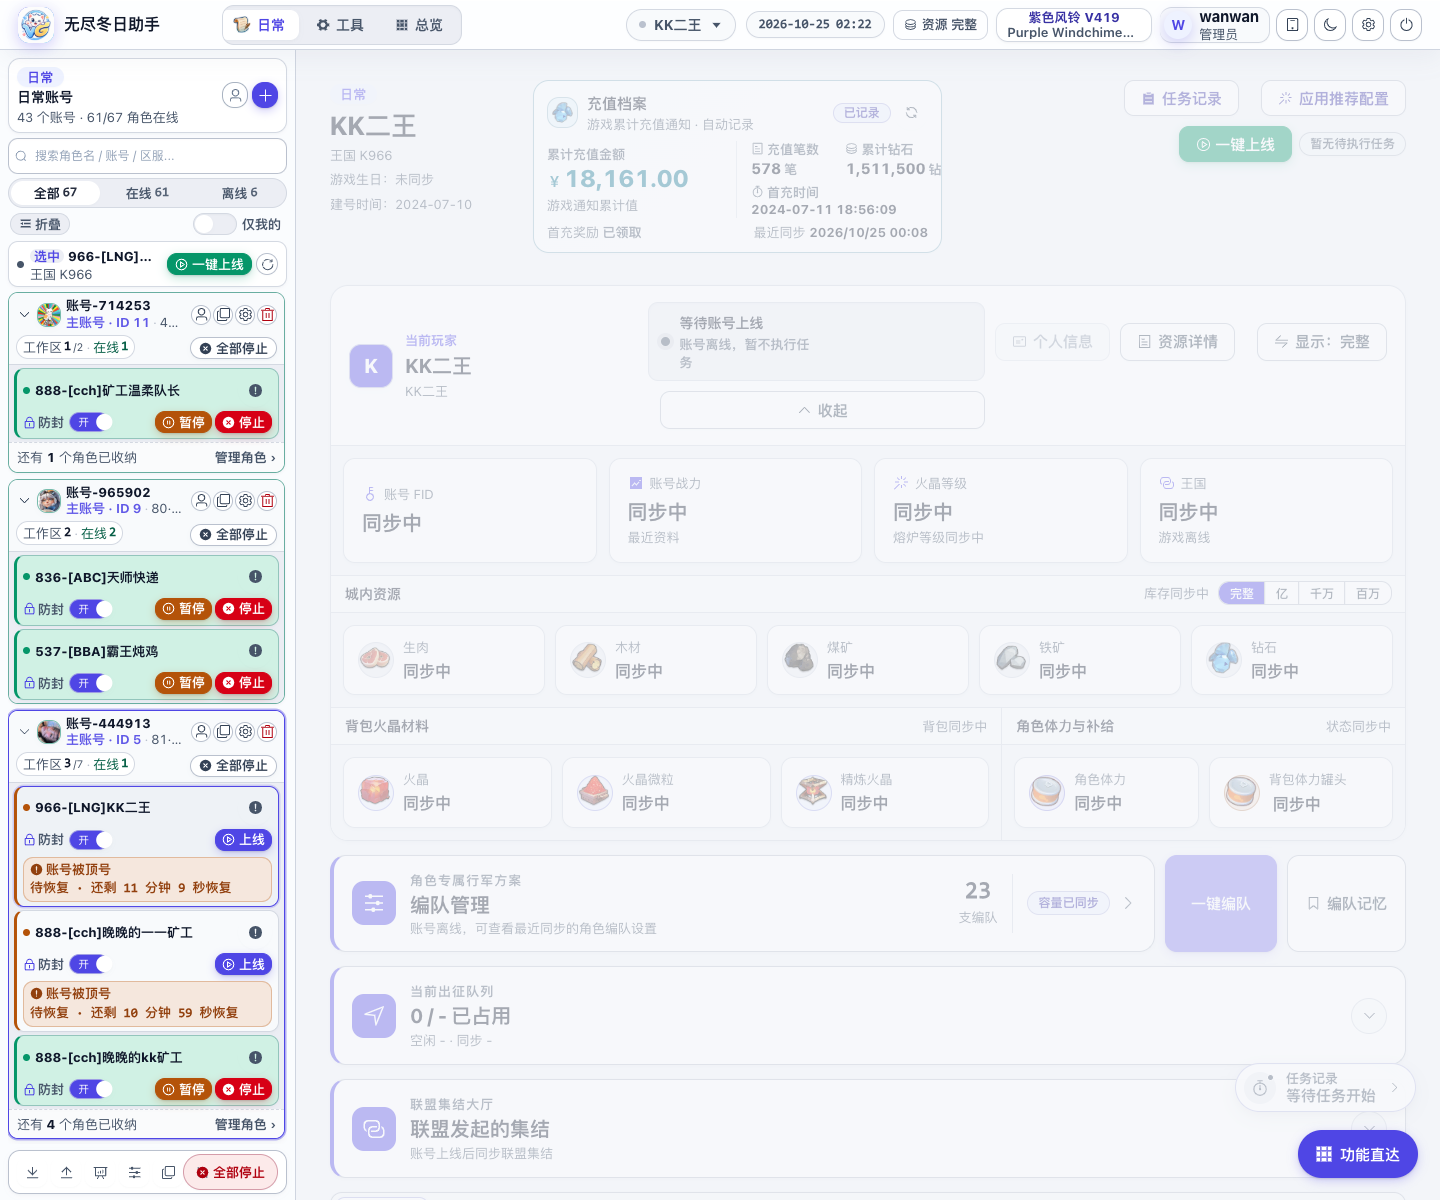 无尽冬日助手
日常
工具
总览
KK二王
2026-10-25 02:22
资源 完整
紫色风铃 V419
Purple Windchime...
W
wanwan
管理员
日常
日常账号
43 个账号 · 61/67 角色在线
搜索角色名 / 账号 / 区服...
全部 67
在线 61
离线 6
折叠
仅我的
选中 966-[LNG]...
王国 K966
一键上线
账号-714253
主账号 · ID 11 · 4...
工作区 1 /2 · 在线 1
全部停止
888-[cch]矿工温柔队长
防封 开
暂停
停止
还有 1 个角色已收纳
管理角色 ›
账号-965902
主账号 · ID 9 · 80-...
工作区 2 · 在线 2
全部停止
836-[ABC]天师快递
防封 开
暂停
停止
537-[BBA]霸王炖鸡
防封 开
暂停
停止
账号-444913
主账号 · ID 5 · 81-...
工作区 3 /7 · 在线 1
全部停止
966-[LNG]KK二王
防封 开
上线
账号被顶号
待恢复 · 还剩 11 分钟 9 秒恢复
888-[cch]晚晚的一一矿工
防封 开
上线
账号被顶号
待恢复 · 还剩 10 分钟 59 秒恢复
888-[cch]晚晚的kk矿工
防封 开
暂停
停止
还有 4 个角色已收纳
管理角色 ›
全部停止
日常
KK二王
王国 K966
游戏生日： 未同步
建号时间： 2024-07-10
充值档案
游戏累计充值通知 · 自动记录
已记录
累计充值金额
¥ 18,161.00
游戏通知累计值
充值笔数
578 笔
累计钻石
1,511,500 钻
首充时间
2024-07-11 18:56:09
首充奖励 已领取
最近同步 2026/10/25 00:08
任务记录
应用推荐配置
一键上线
暂无待执行任务
K
当前玩家
KK二王
KK二王
等待账号上线
账号离线，暂不执行任
务
收起
个人信息
资源详情
显示：完整
账号 FID
同步中
账号战力
同步中
最近资料
火晶等级
同步中
熔炉等级同步中
王国
同步中
游戏离线
城内资源
库存同步中
完整
亿
千万
百万
生肉
同步中
木材
同步中
煤矿
同步中
铁矿
同步中
钻石
同步中
背包火晶材料
背包同步中
角色体力与补给
状态同步中
火晶
同步中
火晶微粒
同步中
精炼火晶
同步中
角色体力
同步中
背包体力罐头
同步中
角色专属行军方案
编队管理
账号离线，可查看最近同步的角色编队设置
23
支编队
容量已同步
一键编队
编队记忆
当前出征队列
0 / - 已占用
空闲 - · 同步 -
联盟集结大厅
联盟发起的集结
账号上线后同步联盟集结
任务记录
等待任务开始
功能直达